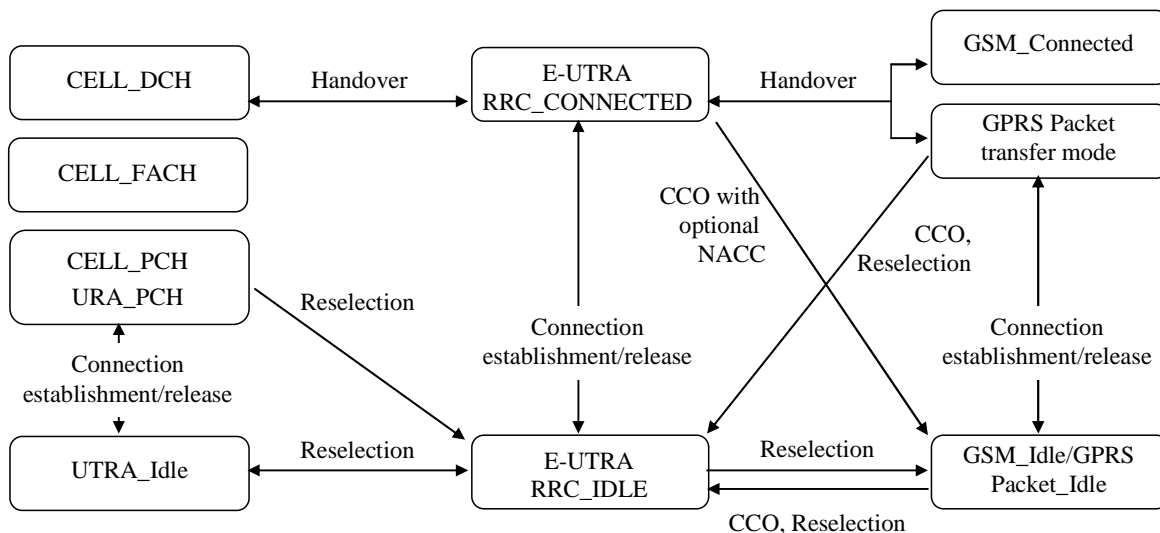 GSM_Connected
CELL_DCH
Handover
E-UTRA
RRC_CONNECTED
Handover
GPRS Packet
transfer mode
CELL_FACH
CCO with
optional
NACC
CCO,
Reselection
CELL_PCH
URA_PCH
Reselection
Connection
establishment/release
Connection
establishment/release
Connection
establishment/release
UTRA_Idle
Reselection
E-UTRA
RRC_IDLE
Reselection
GSM_Idle/GPRS
Packet_Idle
CCO, Reselection